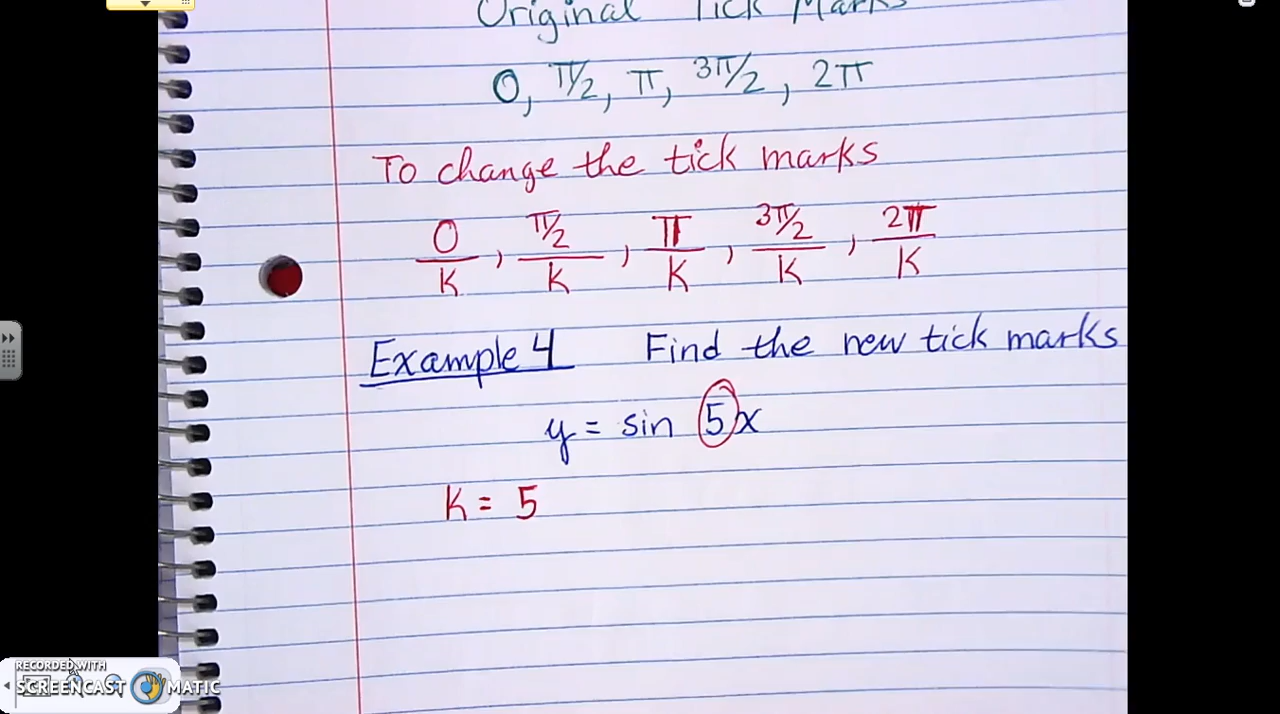 Original Tick Marks
0, π/2, π, 3π/2, 2π
To change the tick marks
0/K, π/2/K, π/K, 3π/2/K, 2π/K
Example 4 Find the new tick marks
y = sin 5x
K = 5
RECORDED WITH
SCREENCAST MATIC